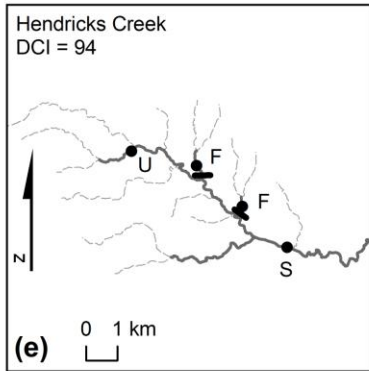 Hendricks Creek
DCI = 94
F
U
F
N
S
0 1 km
(e)